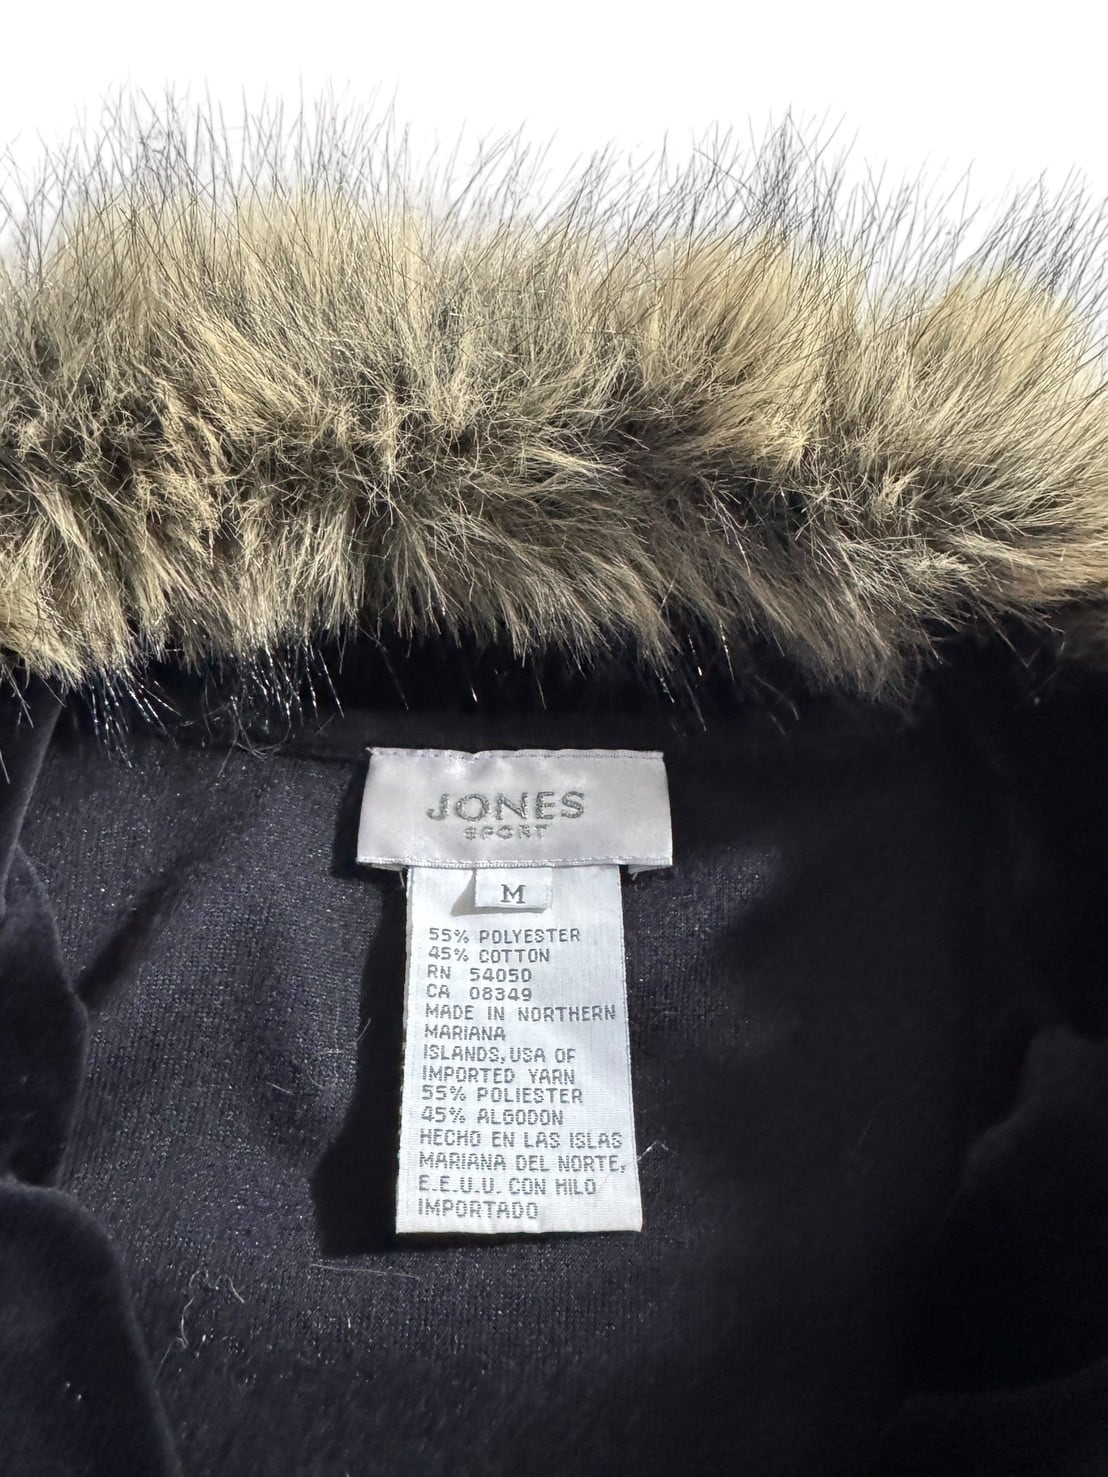 JONES
SPORT
M
55% POLYESTER
45% COTTON
RN 54050
CA 08349
MADE IN NORTHERN
MARIANA
ISLANDS,USA OF
IMPORTED YARN
55% POLIESTER
45% ALGODON
HECHO EN LAS ISLAS
MARIANA DEL NORTE,
E.E.U.U. CON HILO
IMPORTADO